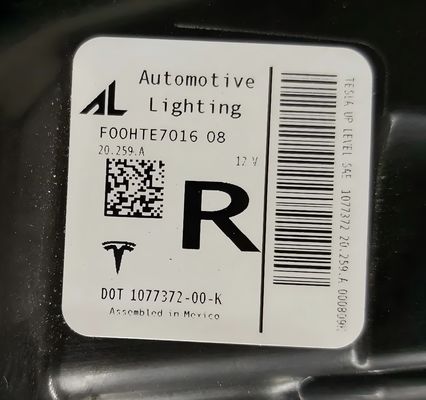 AL
Automotive
Lighting
F00HTE7016 08
20.259.A
12 V
R
DOT 1077372-00-K
Assembled in Mexico
TESLA UP LEVEL SAE 1077372 20.259.A